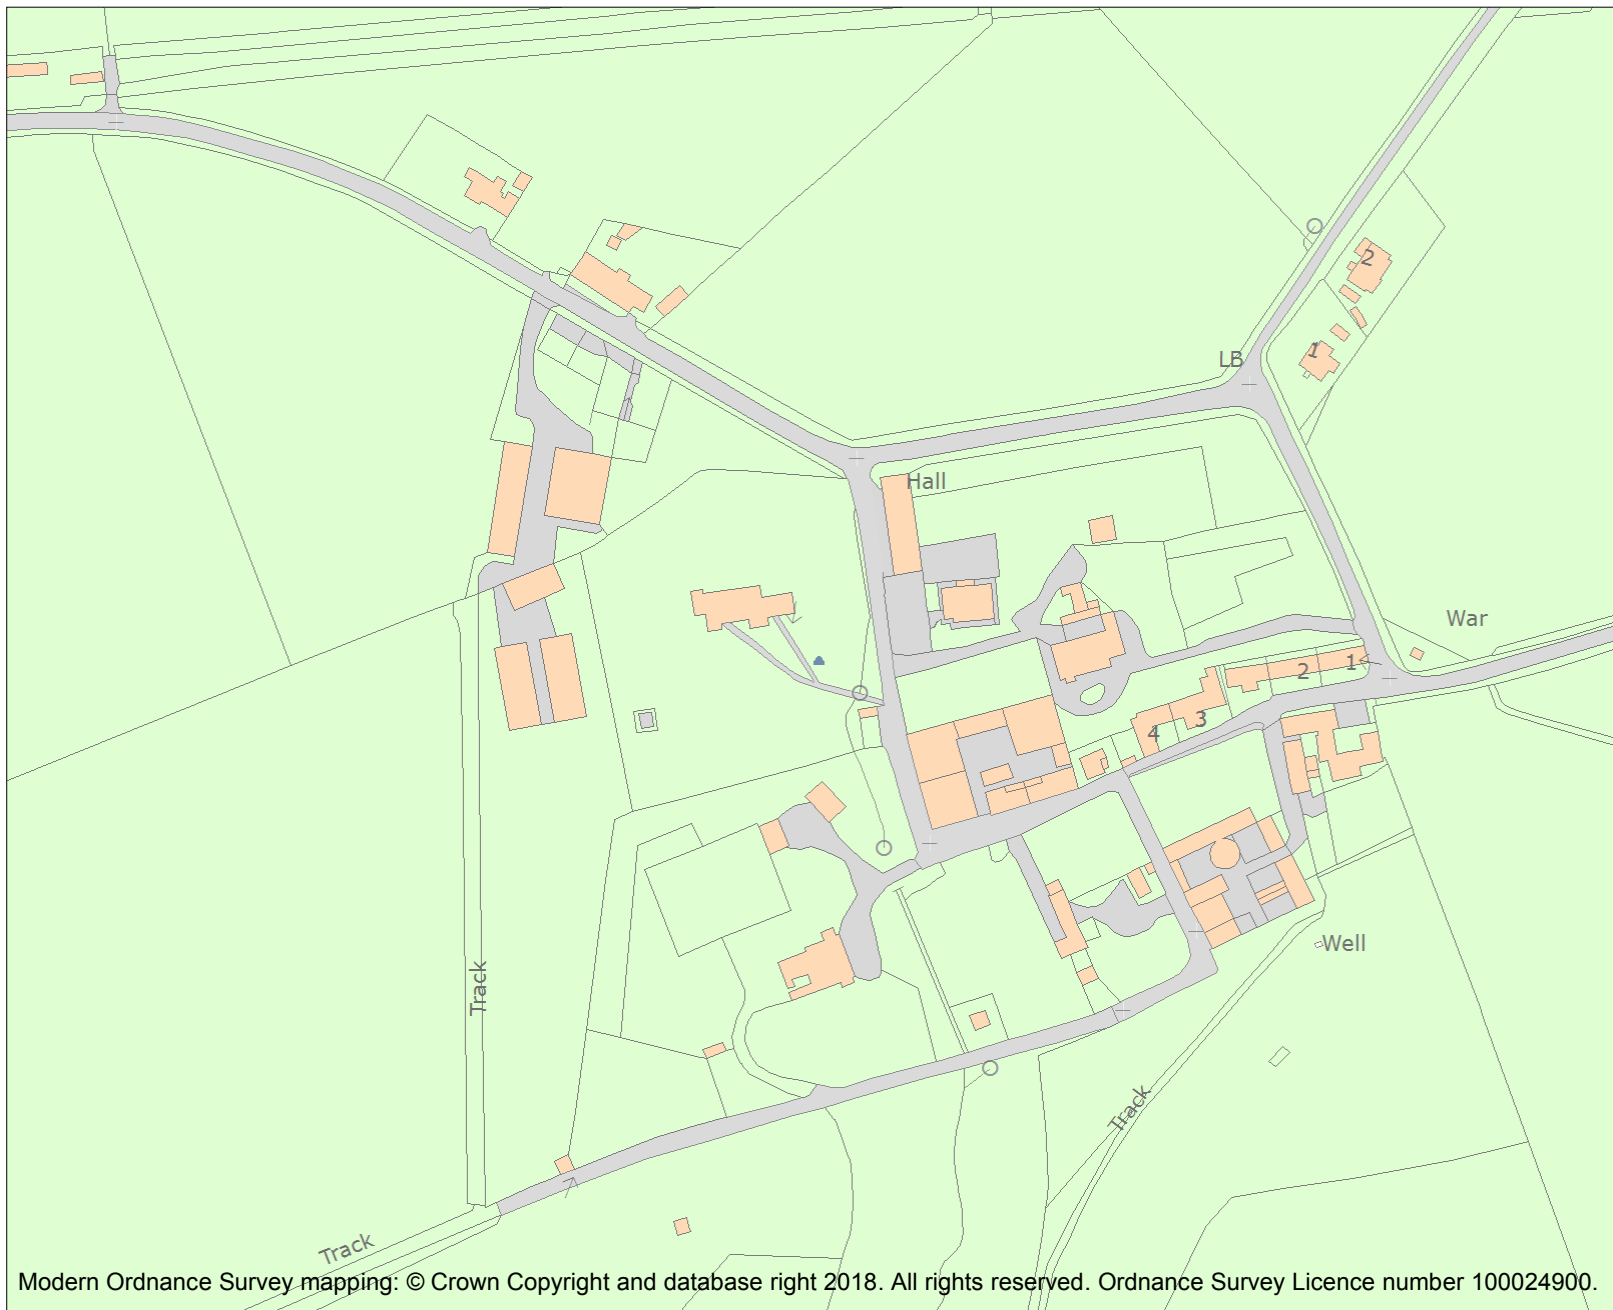 2
1
LB
Hall
War
1
2
3
4
Well
Track
Track
Track
Modern Ordnance Survey mapping: © Crown Copyright and database right 2018. All rights reserved. Ordnance Survey Licence number 100024900.